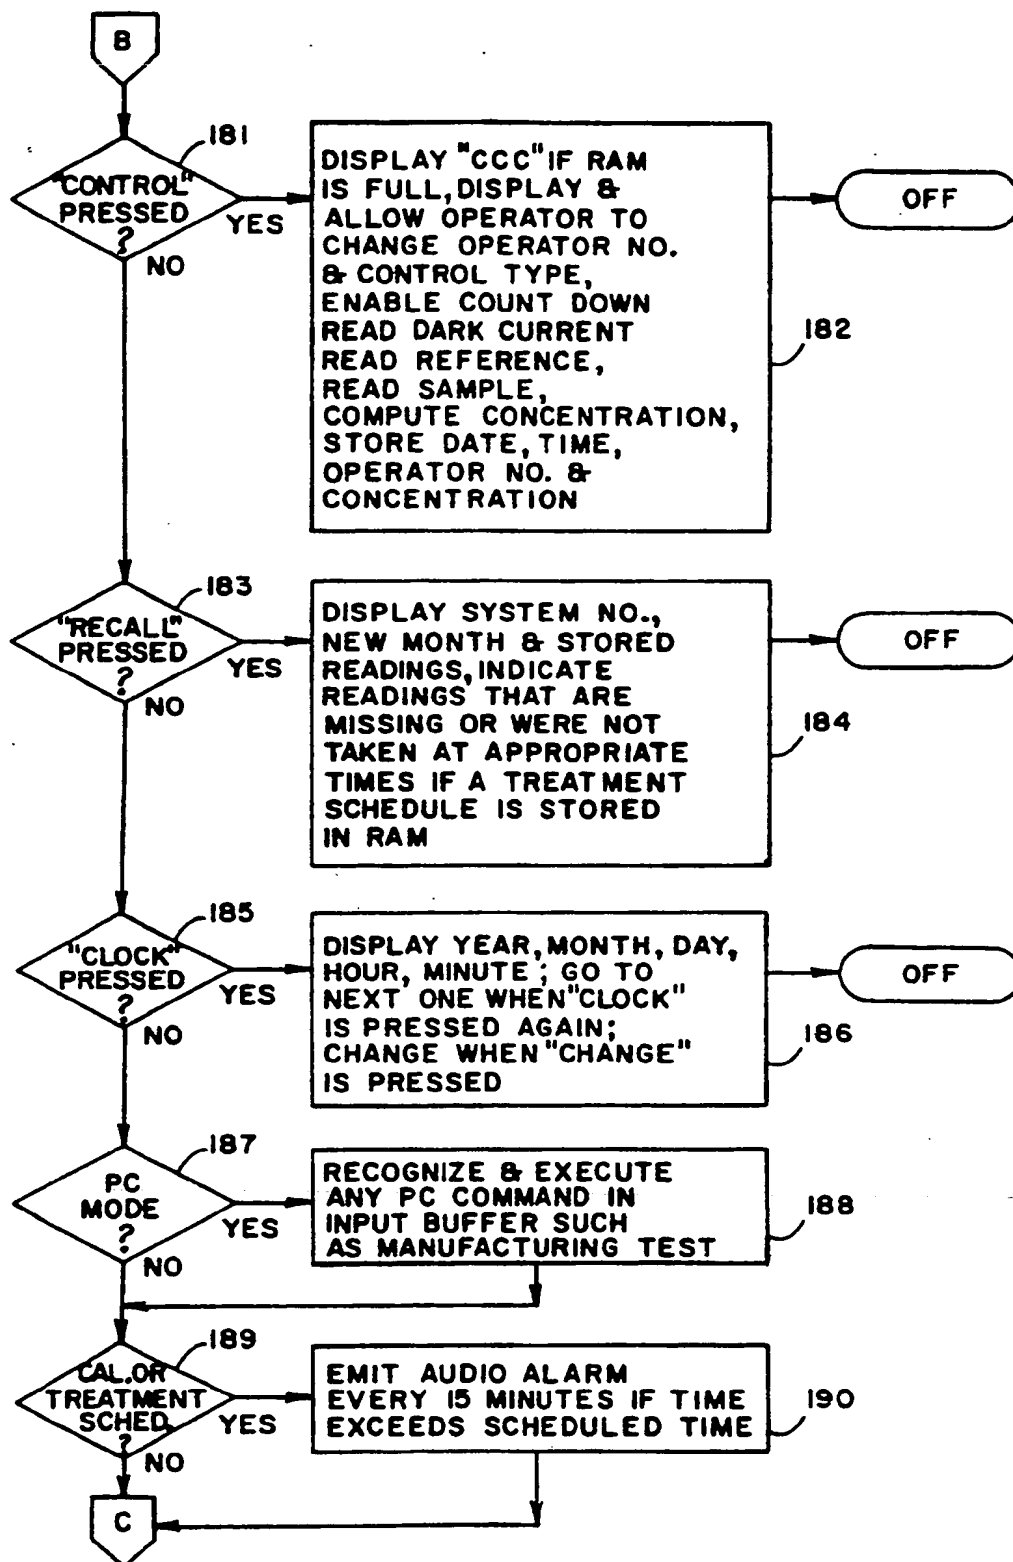 B
181
"CONTROL"
PRESSED
?
YES
NO
DISPLAY "CCC" IF RAM
IS FULL, DISPLAY &
ALLOW OPERATOR TO
CHANGE OPERATOR NO.
& CONTROL TYPE,
ENABLE COUNT DOWN
READ DARK CURRENT
READ REFERENCE,
READ SAMPLE,
COMPUTE CONCENTRATION,
STORE DATE, TIME,
OPERATOR NO. &
CONCENTRATION
182
OFF
183
"RECALL"
PRESSED
?
YES
NO
DISPLAY SYSTEM NO.,
NEW MONTH & STORED
READINGS, INDICATE
READINGS THAT ARE
MISSING OR WERE NOT
TAKEN AT APPROPRIATE
TIMES IF A TREATMENT
SCHEDULE IS STORED
IN RAM
184
OFF
185
"CLOCK"
PRESSED
?
YES
NO
DISPLAY YEAR, MONTH, DAY,
HOUR, MINUTE; GO TO
NEXT ONE WHEN "CLOCK"
IS PRESSED AGAIN;
CHANGE WHEN "CHANGE"
IS PRESSED
186
OFF
187
PC
MODE
?
YES
NO
RECOGNIZE & EXECUTE
ANY PC COMMAND IN
INPUT BUFFER SUCH
AS MANUFACTURING TEST
188
189
CAL. OR
TREATMENT
SCHED.
?
YES
NO
EMIT AUDIO ALARM
EVERY 15 MINUTES IF TIME
EXCEEDS SCHEDULED TIME
190
C